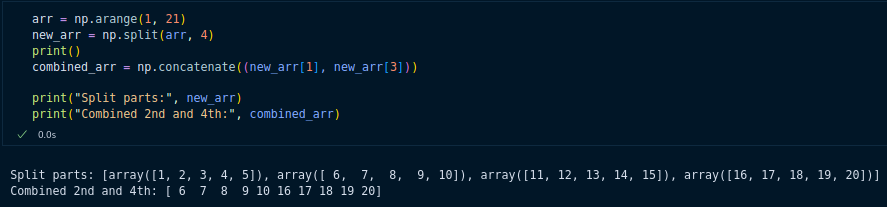 arr = np.arange(1, 21)
new_arr = np.split(arr, 4)
print()
combined_arr = np.concatenate((new_arr[1], new_arr[3]))

print("Split parts:", new_arr)
print("Combined 2nd and 4th:", combined_arr)
✓ 0.0s
Split parts: [array([1, 2, 3, 4, 5]), array([ 6,  7,  8,  9, 10]), array([11, 12, 13, 14, 15]), array([16, 17, 18, 19, 20])]
Combined 2nd and 4th: [ 6  7  8  9 10 16 17 18 19 20]